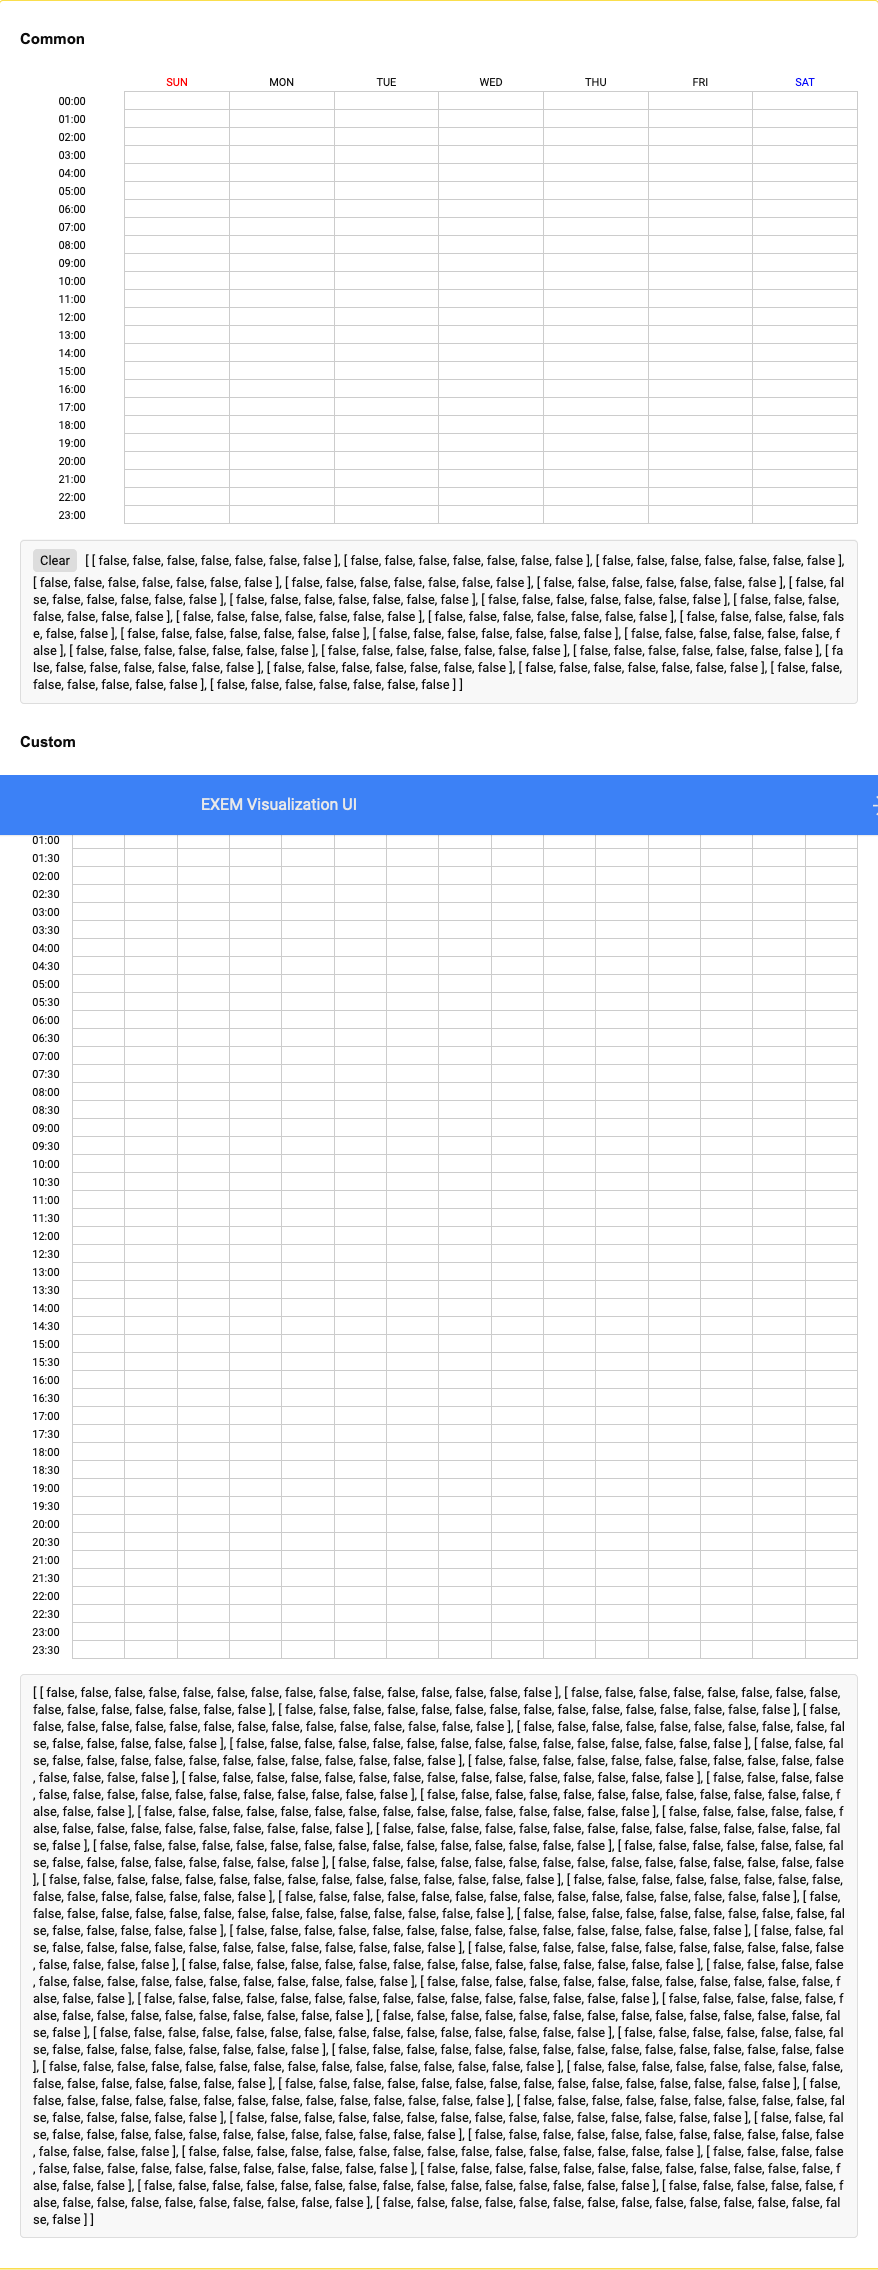 Common
SUN MON TUE WED THU FRI SAT
00:00
01:00
02:00
03:00
04:00
05:00
06:00
07:00
08:00
09:00
10:00
11:00
12:00
13:00
14:00
15:00
16:00
17:00
18:00
19:00
20:00
21:00
22:00
23:00
Clear [ [ false, false, false, false, false, false, false ], [ false, false, false, false, false, false, false ], [ false, false, false, false, false, false, false ],
[ false, false, false, false, false, false, false ], [ false, false, false, false, false, false, false ], [ false, false, false, false, false, false, false ], [ false, fal
se, false, false, false, false, false ], [ false, false, false, false, false, false, false ], [ false, false, false, false, false, false, false ], [ false, false, false,
false, false, false, false ], [ false, false, false, false, false, false, false ], [ false, false, false, false, false, false, false ], [ false, false, false, false, fals
e, false, false ], [ false, false, false, false, false, false, false ], [ false, false, false, false, false, false, false ], [ false, false, false, false, false, false, f
alse ], [ false, false, false, false, false, false, false ], [ false, false, false, false, false, false, false ], [ false, false, false, false, false, false, false ], [ fa
lse, false, false, false, false, false, false ], [ false, false, false, false, false, false, false ], [ false, false, false, false, false, false, false ], [ false, false,
false, false, false, false, false ], [ false, false, false, false, false, false, false ] ]
Custom
EXEM Visualization UI
01:00
01:30
02:00
02:30
03:00
03:30
04:00
04:30
05:00
05:30
06:00
06:30
07:00
07:30
08:00
08:30
09:00
09:30
10:00
10:30
11:00
11:30
12:00
12:30
13:00
13:30
14:00
14:30
15:00
15:30
16:00
16:30
17:00
17:30
18:00
18:30
19:00
19:30
20:00
20:30
21:00
21:30
22:00
22:30
23:00
23:30
[ [ false, false, false, false, false, false, false, false, false, false, false, false, false, false, false ], [ false, false, false, false, false, false, false, false,
false, false, false, false, false, false, false ], [ false, false, false, false, false, false, false, false, false, false, false, false, false, false, false ], [ false,
false, false, false, false, false, false, false, false, false, false, false, false, false, false ], [ false, false, false, false, false, false, false, false, false, fal
se, false, false, false, false, false ], [ false, false, false, false, false, false, false, false, false, false, false, false, false, false, false ], [ false, false, fal
se, false, false, false, false, false, false, false, false, false, false, false, false ], [ false, false, false, false, false, false, false, false, false, false, false
, false, false, false, false ], [ false, false, false, false, false, false, false, false, false, false, false, false, false, false, false ], [ false, false, false, false
, false, false, false, false, false, false, false, false, false, false, false ], [ false, false, false, false, false, false, false, false, false, false, false, false, f
alse, false, false ], [ false, false, false, false, false, false, false, false, false, false, false, false, false, false, false ], [ false, false, false, false, false, f
alse, false, false, false, false, false, false, false, false, false ], [ false, false, false, false, false, false, false, false, false, false, false, false, false, fal
se, false ], [ false, false, false, false, false, false, false, false, false, false, false, false, false, false, false ], [ false, false, false, false, false, false, fal
se, false, false, false, false, false, false, false, false ], [ false, false, false, false, false, false, false, false, false, false, false, false, false, false, false
], [ false, false, false, false, false, false, false, false, false, false, false, false, false, false, false ], [ false, false, false, false, false, false, false, false,
false, false, false, false, false, false, false ], [ false, false, false, false, false, false, false, false, false, false, false, false, false, false, false ], [ false,
false, false, false, false, false, false, false, false, false, false, false, false, false, false ], [ false, false, false, false, false, false, false, false, false, fal
se, false, false, false, false, false ], [ false, false, false, false, false, false, false, false, false, false, false, false, false, false, false ], [ false, false, fal
se, false, false, false, false, false, false, false, false, false, false, false, false ], [ false, false, false, false, false, false, false, false, false, false, false
, false, false, false, false ], [ false, false, false, false, false, false, false, false, false, false, false, false, false, false, false ], [ false, false, false, false
, false, false, false, false, false, false, false, false, false, false, false ], [ false, false, false, false, false, false, false, false, false, false, false, false, f
alse, false, false ], [ false, false, false, false, false, false, false, false, false, false, false, false, false, false, false ], [ false, false, false, false, false, f
alse, false, false, false, false, false, false, false, false, false ], [ false, false, false, false, false, false, false, false, false, false, false, false, false, fal
se, false ], [ false, false, false, false, false, false, false, false, false, false, false, false, false, false, false ], [ false, false, false, false, false, false, fal
se, false, false, false, false, false, false, false, false ], [ false, false, false, false, false, false, false, false, false, false, false, false, false, false, false
], [ false, false, false, false, false, false, false, false, false, false, false, false, false, false, false ], [ false, false, false, false, false, false, false, false,
false, false, false, false, false, false, false ], [ false, false, false, false, false, false, false, false, false, false, false, false, false, false, false ], [ false,
false, false, false, false, false, false, false, false, false, false, false, false, false, false ], [ false, false, false, false, false, false, false, false, false, fal
se, false, false, false, false, false ], [ false, false, false, false, false, false, false, false, false, false, false, false, false, false, false ], [ false, false, fal
se, false, false, false, false, false, false, false, false, false, false, false, false ], [ false, false, false, false, false, false, false, false, false, false, false
, false, false, false, false ], [ false, false, false, false, false, false, false, false, false, false, false, false, false, false, false ], [ false, false, false, false
, false, false, false, false, false, false, false, false, false, false, false ], [ false, false, false, false, false, false, false, false, false, false, false, false, f
alse, false, false ], [ false, false, false, false, false, false, false, false, false, false, false, false, false, false, false ], [ false, false, false, false, false, f
alse, false, false, false, false, false, false, false, false, false ], [ false, false, false, false, false, false, false, false, false, false, false, false, false, fal
se, false ] ]